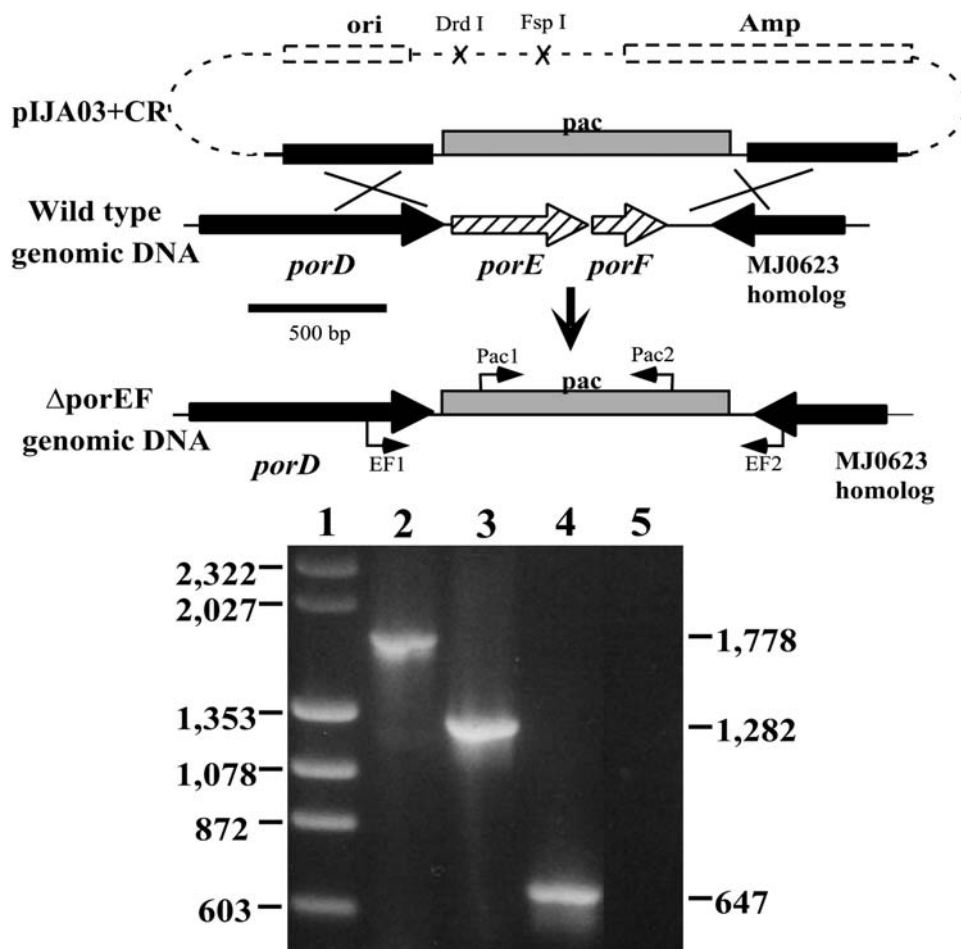 ori Drd I Fsp I Amp
pIJA03+CR
pac
Wild type
genomic DNA
porD porE porF MJ0623
homolog
500 bp
Pac1 pac Pac2
ΔporEF
genomic DNA
porD EF1 EF2 MJ0623
homolog
1 2 3 4 5
2,322
2,027
1,778
1,353
1,282
1,078
872
647
603